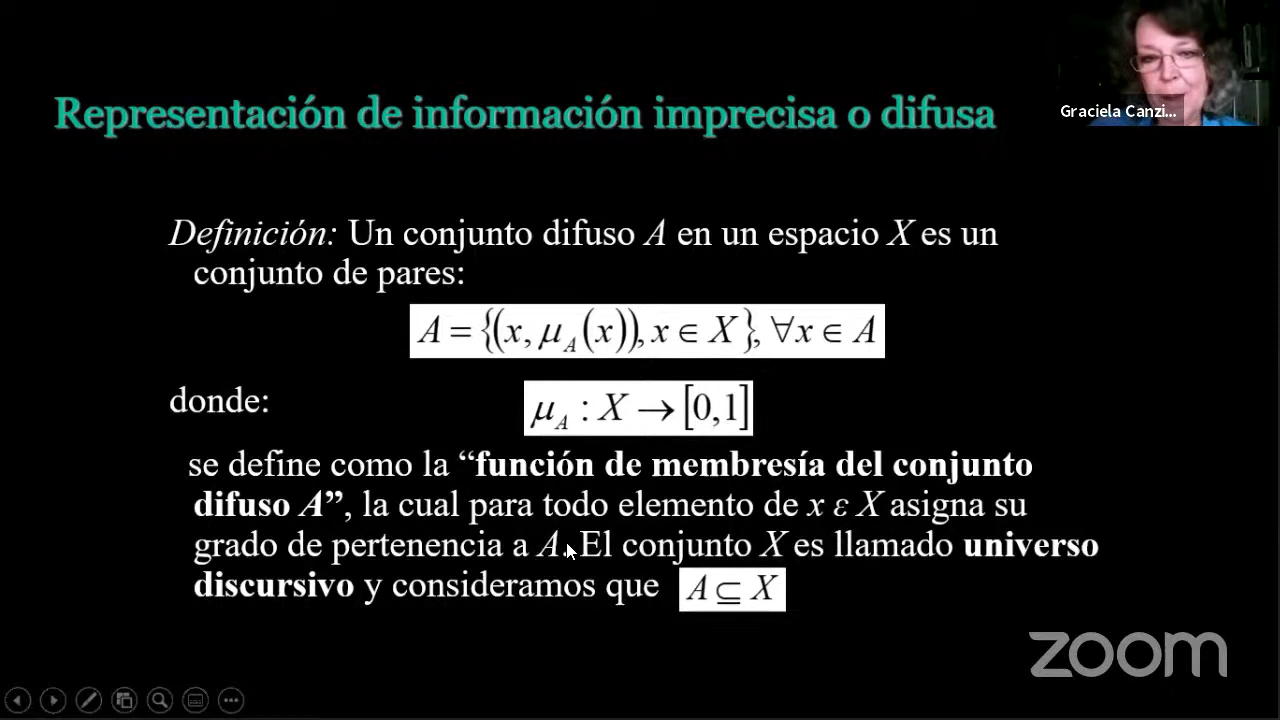 Representación de información imprecisa o difusa
Graciela Canzi...
Definición: Un conjunto difuso A en un espacio X es un
conjunto de pares:
A = {(x, μ_A(x)), x ∈ X}, ∀x ∈ A
donde:
μ_A : X → [0,1]
se define como la “función de membresía del conjunto
difuso A”, la cual para todo elemento de x ε X asigna su
grado de pertenencia a A. El conjunto X es llamado universo
discursivo y consideramos que A ⊆ X
zoom